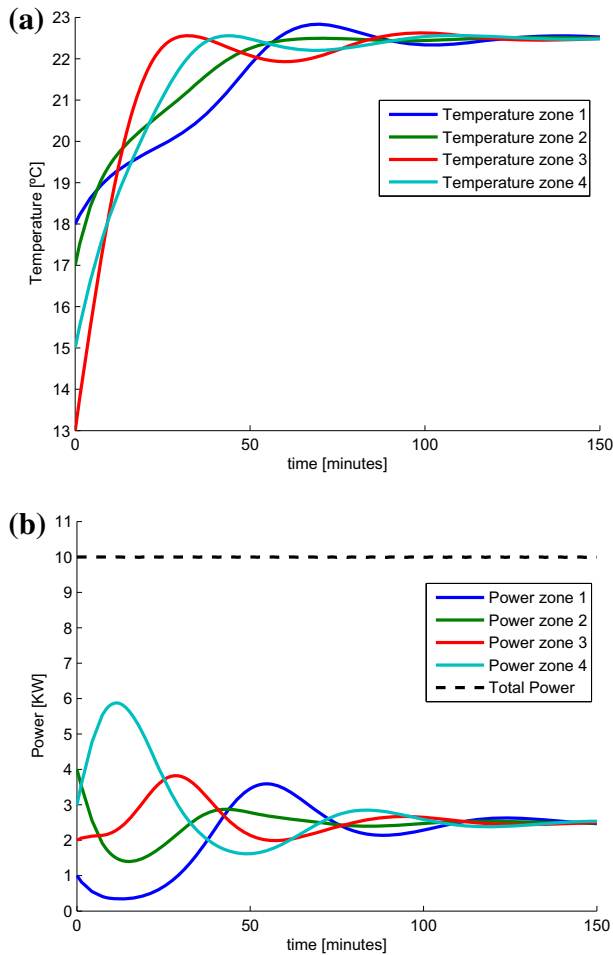 (a)
23
22
21
20
19
18
17
16
15
14
13
Temperature [ºC]
Temperature zone 1
Temperature zone 2
Temperature zone 3
Temperature zone 4
0 50 100 150
time [minutes]
(b)
11
10
9
8
7
6
5
4
3
2
1
0
Power [KW]
Power zone 1
Power zone 2
Power zone 3
Power zone 4
Total Power
0 50 100 150
time [minutes]